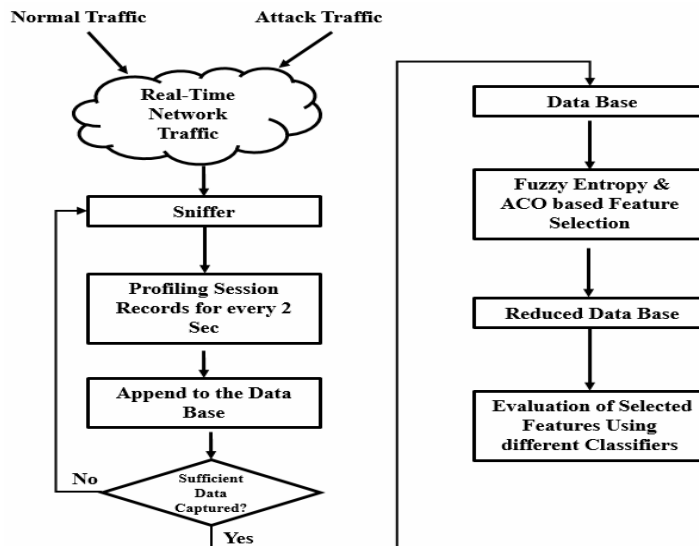 Normal Traffic
Attack Traffic
Real-Time
Network
Traffic
Sniffer
Profiling Session
Records for every 2
Sec
Append to the Data
Base
Sufficient
Data
Captured?
No
Yes
Data Base
Fuzzy Entropy &
ACO based Feature
Selection
Reduced Data Base
Evaluation of Selected
Features Using
different Classifiers